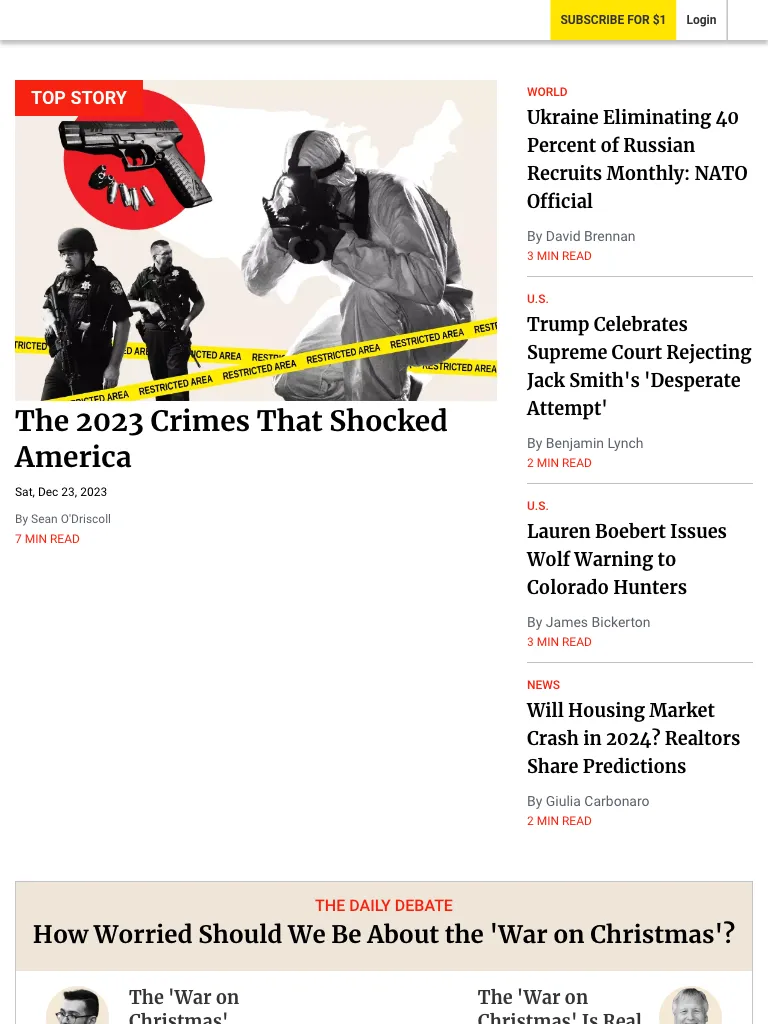 SUBSCRIBE FOR $1
Login
TOP STORY
RESTRICTED AREA
RESTRICTED AREA
RESTRICTED AREA
RESTRICTED AREA
RESTRICTED AREA
The 2023 Crimes That Shocked
America
Sat, Dec 23, 2023
By Sean O'Driscoll
7 MIN READ
WORLD
Ukraine Eliminating 40
Percent of Russian
Recruits Monthly: NATO
Official
By David Brennan
3 MIN READ
U.S.
Trump Celebrates
Supreme Court Rejecting
Jack Smith's 'Desperate
Attempt'
By Benjamin Lynch
2 MIN READ
U.S.
Lauren Boebert Issues
Wolf Warning to
Colorado Hunters
By James Bickerton
3 MIN READ
NEWS
Will Housing Market
Crash in 2024? Realtors
Share Predictions
By Giulia Carbonaro
2 MIN READ
THE DAILY DEBATE
How Worried Should We Be About the 'War on Christmas'?
The 'War on
Christmas'
The 'War on
Christmas' Is Real